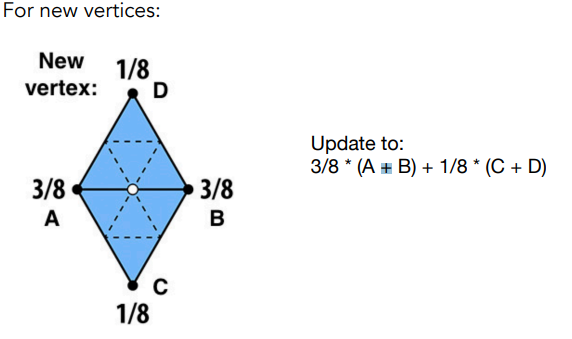 For new vertices:
New
vertex:
1/8
D
3/8
A
3/8
B
C
1/8
Update to:
3/8 * (A + B) + 1/8 * (C + D)